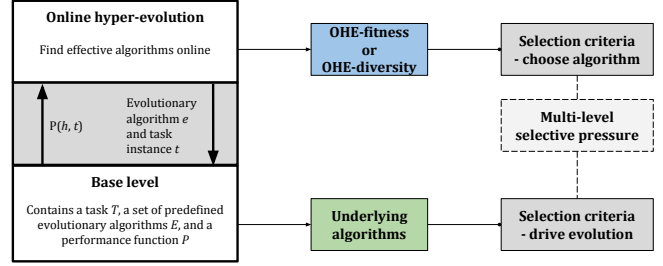 Online hyper-evolution
Find effective algorithms online
P(h, t)
Evolutionary
algorithm e
and task
instance t
Base level
Contains a task T, a set of predefined
evolutionary algorithms E, and a
performance function P
OHE-fitness
or
OHE-diversity
Selection criteria
- choose algorithm
Multi-level
selective pressure
Underlying
algorithms
Selection criteria
- drive evolution